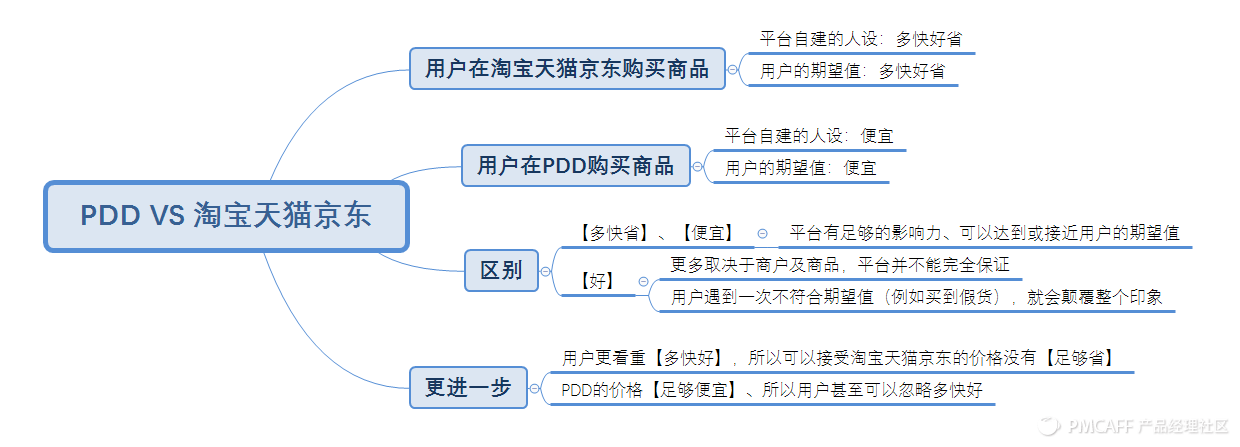 PDD VS 淘宝天猫京东
用户在淘宝天猫京东购买商品
平台自建的人设：多快好省
用户的期望值：多快好省
用户在PDD购买商品
平台自建的人设：便宜
用户的期望值：便宜
区别
【多快省】、【便宜】
平台有足够的影响力、可以达到或接近用户的期望值
【好】
更多取决于商户及商品，平台并不能完全保证
用户遇到一次不符合期望值（例如买到假货），就会颠覆整个印象
更进一步
用户更看重【多快好】，所以可以接受淘宝天猫京东的价格没有【足够省】
PDD的价格【足够便宜】、所以用户甚至可以忽略多快好
PMCAFF 产品经理社区